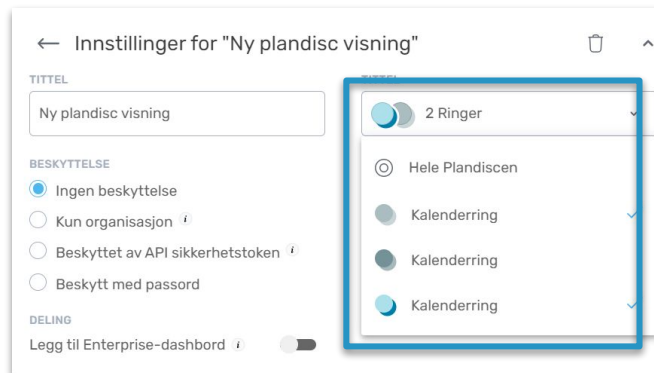 Innstillinger for "Ny plandisc visning"
TITTEL
Ny plandisc visning
BESKYTTELSE
Ingen beskyttelse
Kun organisasjon i
Beskyttet av API sikkerhetstoken i
Beskytt med passord
DELING
Legg til Enterprise-dashbord i
TITTEL
2 Ringer
Hele Plandiscen
Kalenderring
Kalenderring
Kalenderring